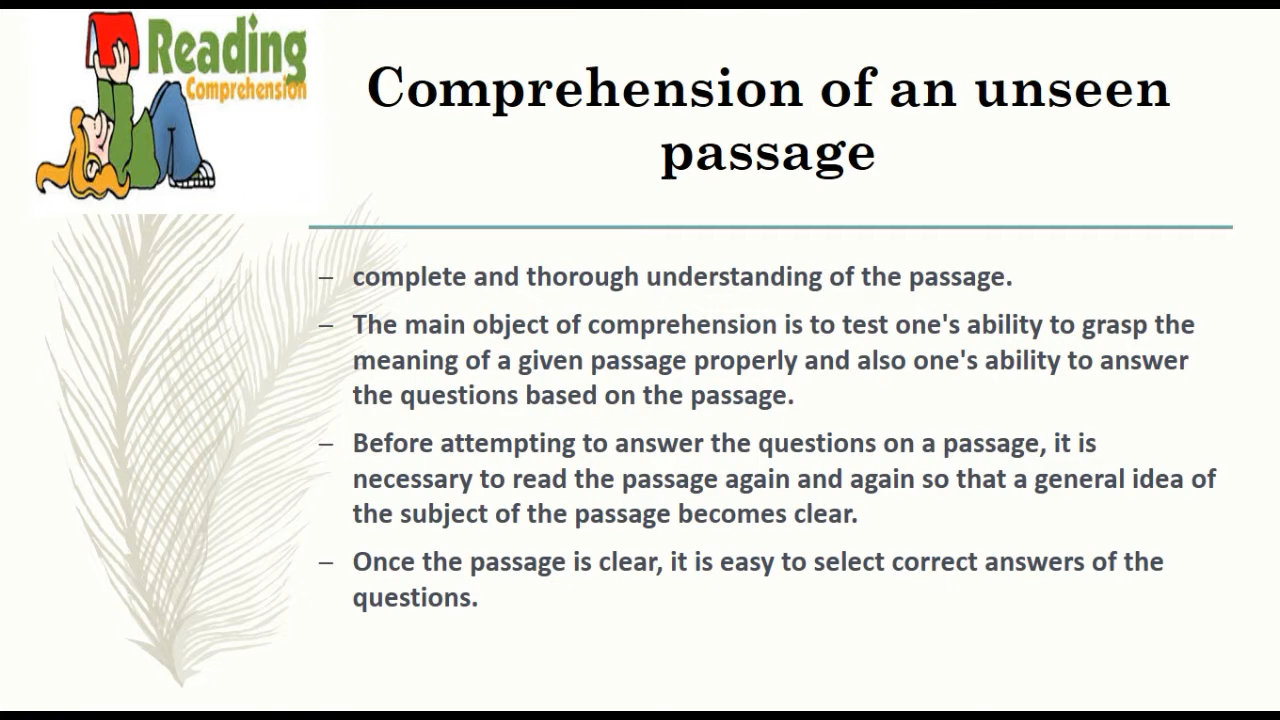 Reading
Comprehension
Comprehension of an unseen
passage
– complete and thorough understanding of the passage.
– The main object of comprehension is to test one's ability to grasp the
meaning of a given passage properly and also one's ability to answer
the questions based on the passage.
– Before attempting to answer the questions on a passage, it is
necessary to read the passage again and again so that a general idea of
the subject of the passage becomes clear.
– Once the passage is clear, it is easy to select correct answers of the
questions.